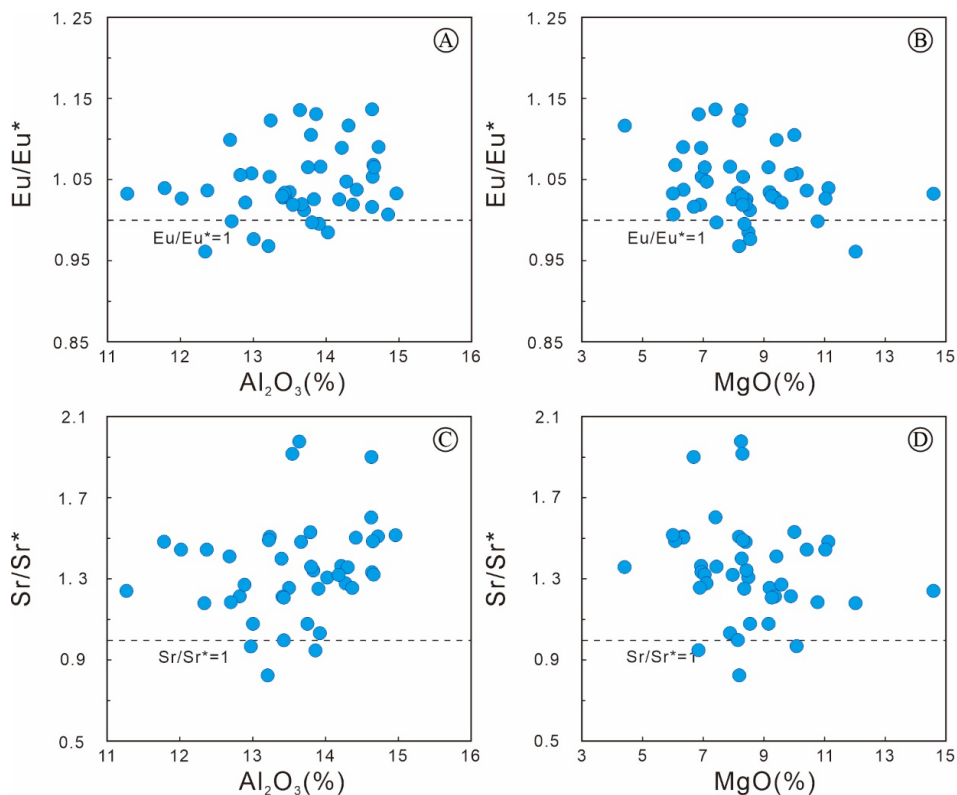 1.25
1.15
1.05
0.95
0.85
Eu/Eu*
Ⓐ
Eu/Eu*=1
11 12 13 14 15 16
Al₂O₃(%)
1.25
1.15
1.05
0.95
0.85
Eu/Eu*
Ⓑ
Eu/Eu*=1
3 5 7 9 11 13 15
MgO(%)
2.1
1.7
1.3
0.9
0.5
Sr/Sr*
Ⓒ
Sr/Sr*=1
11 12 13 14 15 16
Al₂O₃(%)
2.1
1.7
1.3
0.9
0.5
Sr/Sr*
Ⓓ
Sr/Sr*=1
3 5 7 9 11 13 15
MgO(%)